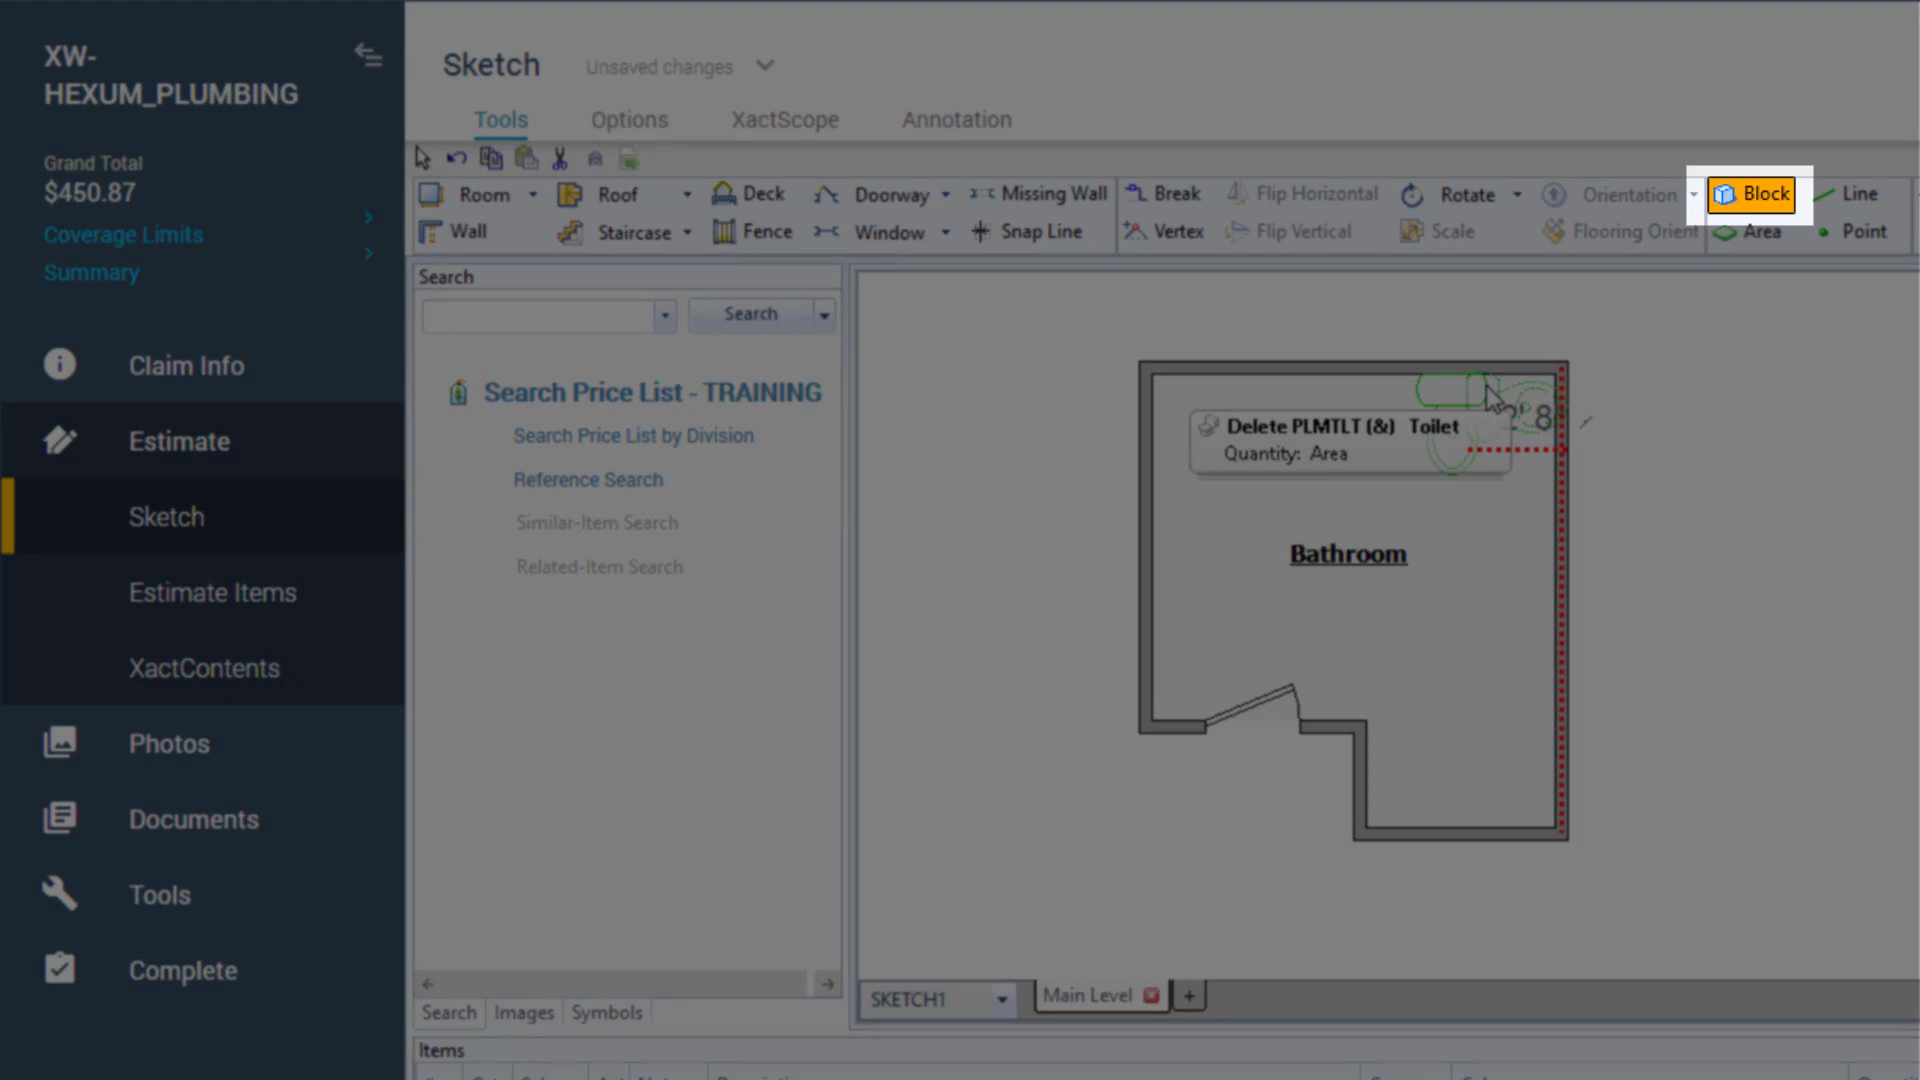 XW-
HEXUM_PLUMBING
Grand Total
$450.87
Coverage Limits
Summary
Claim Info
Estimate
Sketch
Estimate Items
XactContents
Photos
Documents
Tools
Complete
Sketch Unsaved changes
Tools Options XactScope Annotation
Room Roof Deck Doorway Missing Wall Break Flip Horizontal Rotate Orientation Block Line
Wall Staircase Fence Window Snap Line Vertex Flip Vertical Scale Flooring Orient Area Point
Search
Search
Search Price List - TRAINING
Search Price List by Division
Reference Search
Similar-Item Search
Related-Item Search
Search Images Symbols
Delete PLMTLT (&) Toilet
Quantity: Area
Bathroom
SKETCH1 Main Level +
Items